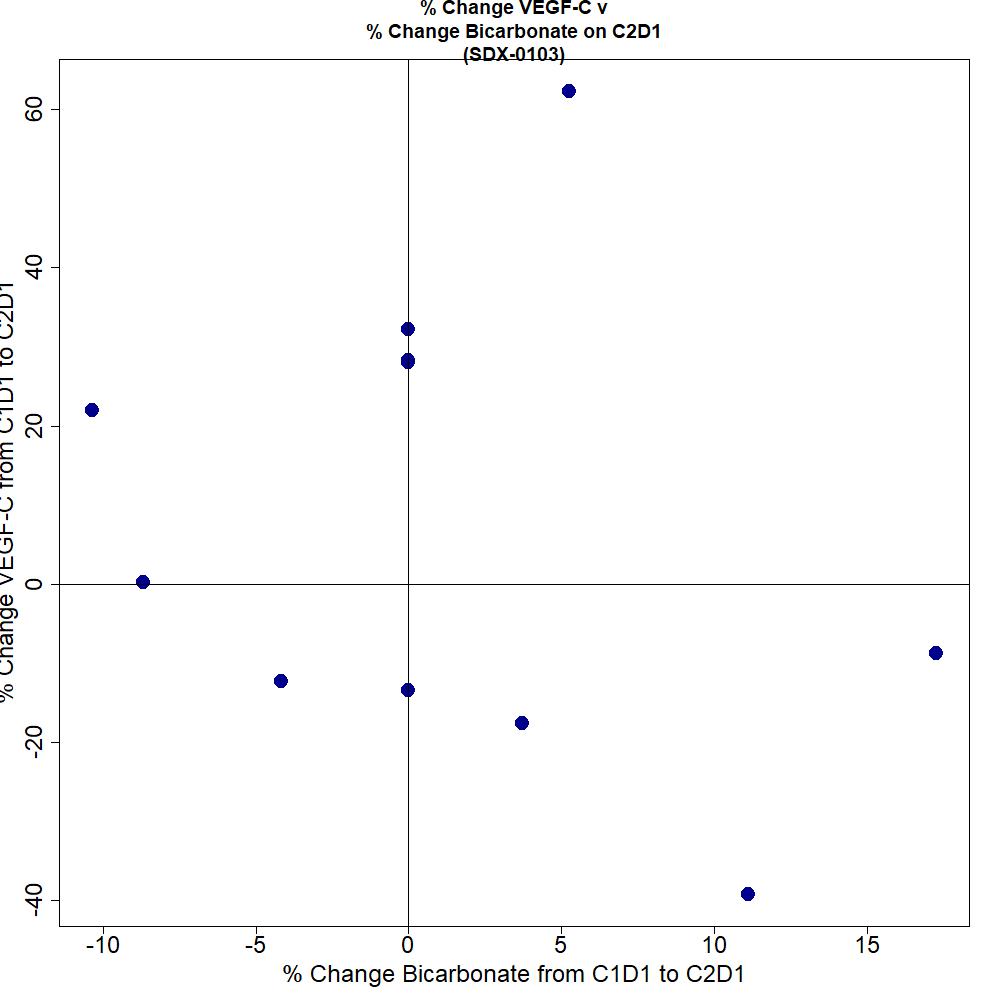 % Change VEGF-C v
% Change Bicarbonate on C2D1
(SDX-0103)
% Change VEGF-C from C1D1 to C2D1
60
40
20
0
-20
-40
-10
-5
0
5
10
15
% Change Bicarbonate from C1D1 to C2D1